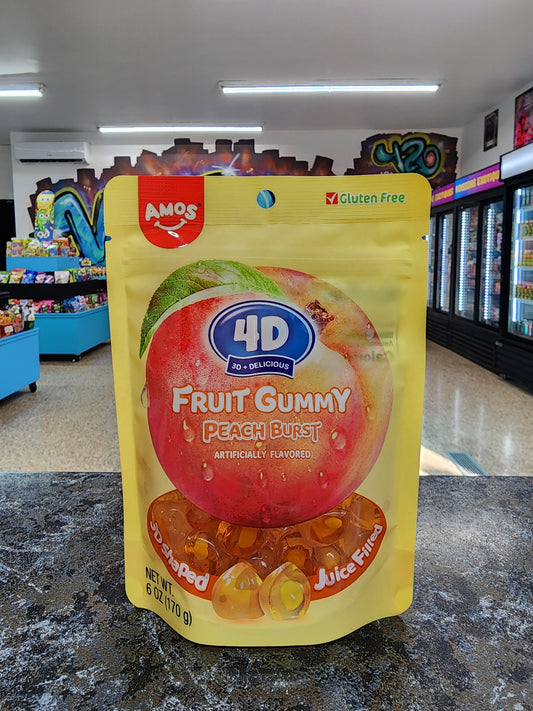 AMOS®
Gluten Free
4D
3D + DELICIOUS
FRUIT GUMMY
PEACH BURST
ARTIFICIALLY FLAVORED
3D Shaped
Juice Filled
NET WT.
6 OZ (170 g)
420